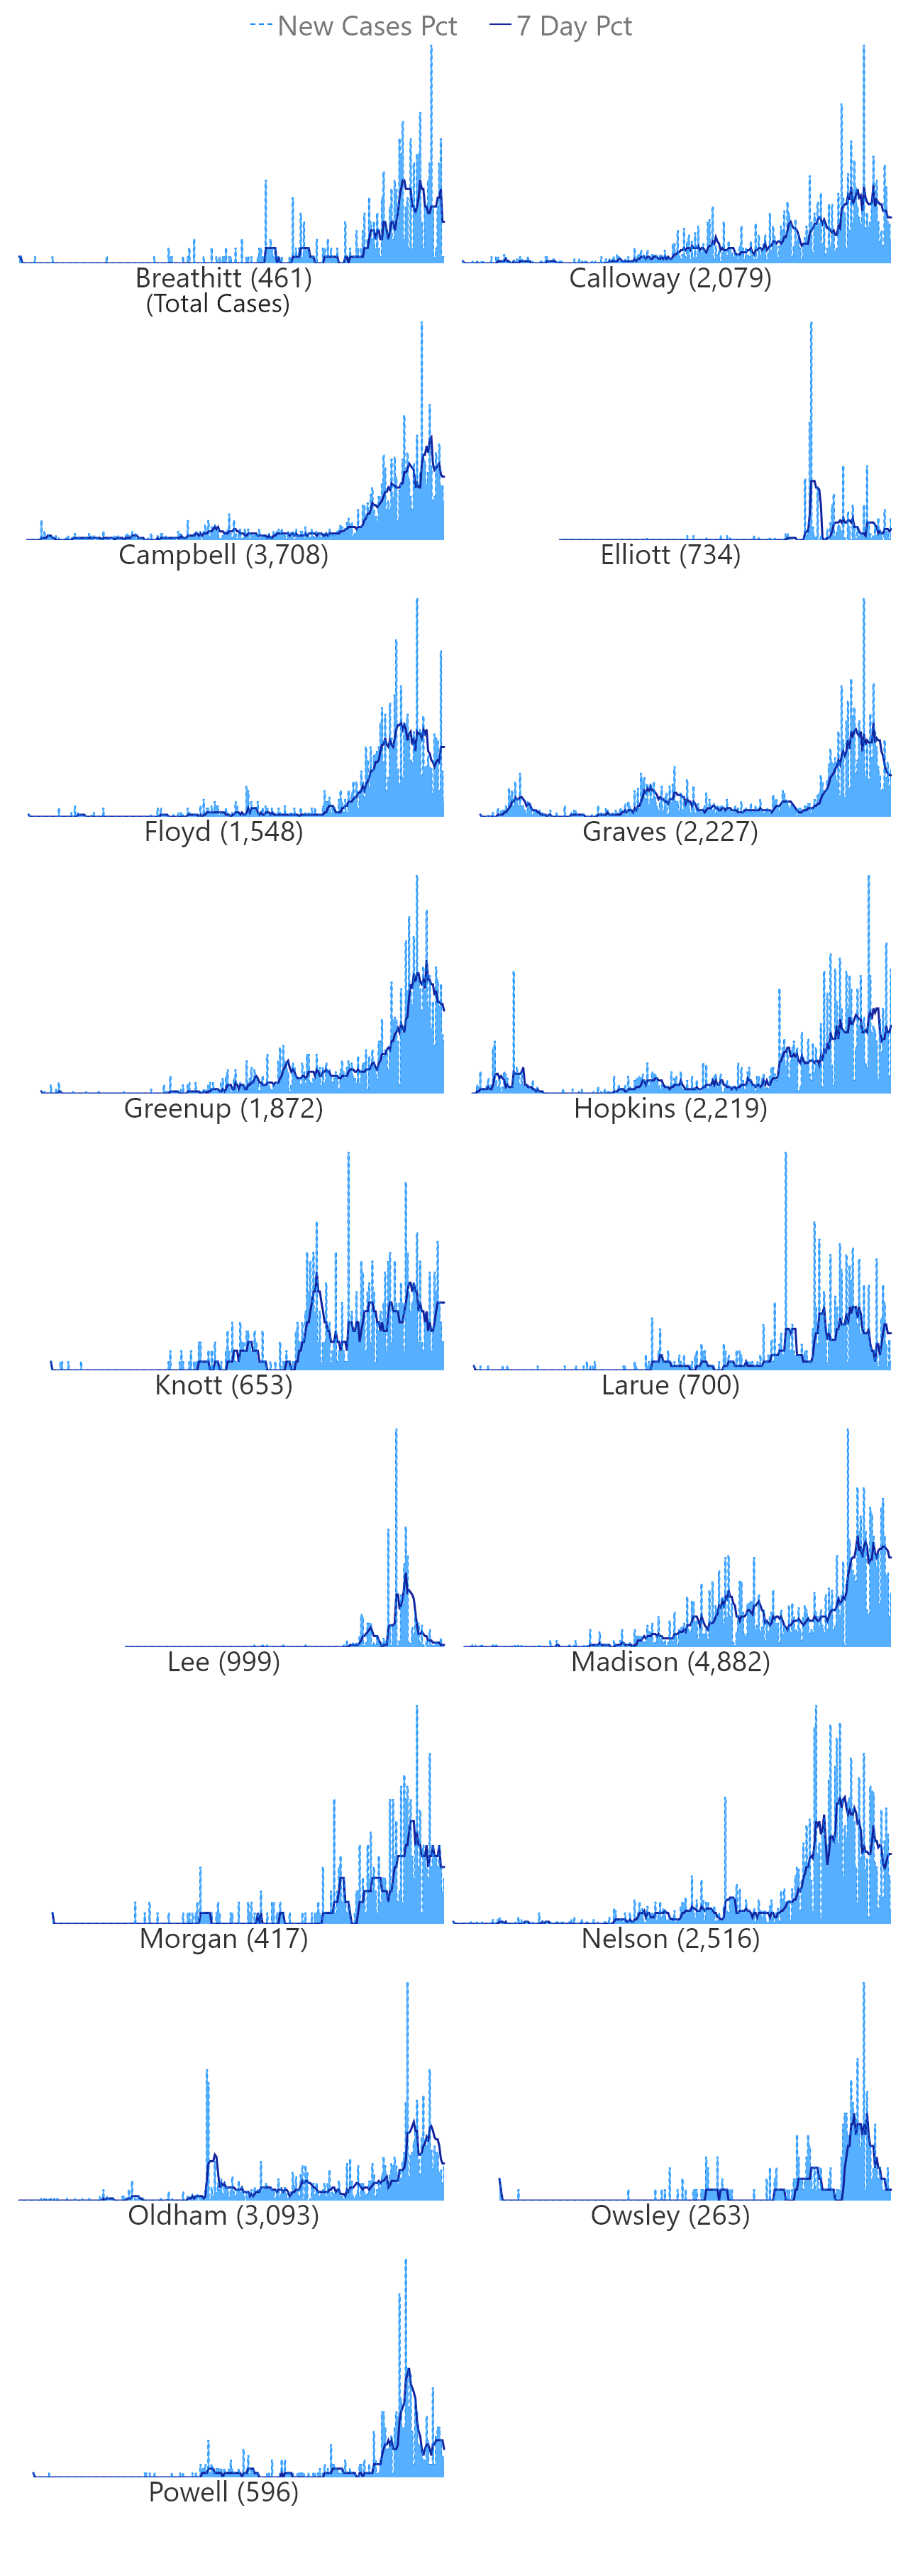 New Cases Pct 7 Day Pct
Breathitt (461)
(Total Cases)
Calloway (2,079)
Campbell (3,708)
Elliott (734)
Floyd (1,548)
Graves (2,227)
Greenup (1,872)
Hopkins (2,219)
Knott (653)
Larue (700)
Lee (999)
Madison (4,882)
Morgan (417)
Nelson (2,516)
Oldham (3,093)
Owsley (263)
Powell (596)